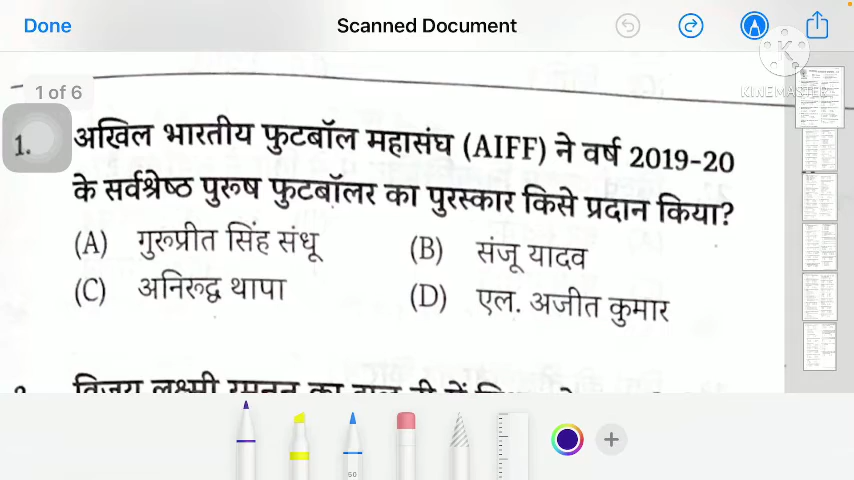 Done
Scanned Document
KINEMASTER
1 of 6
1. अखिल भारतीय फुटबॉल महासंघ (AIFF) ने वर्ष 2019-20
के सर्वश्रेष्ठ पुरूष फुटबॉलर का पुरस्कार किसे प्रदान किया?
(A) गुरूप्रीत सिंह संधू (B) संजू यादव
(C) अनिरूद्ध थापा (D) एल. अजीत कुमार
50